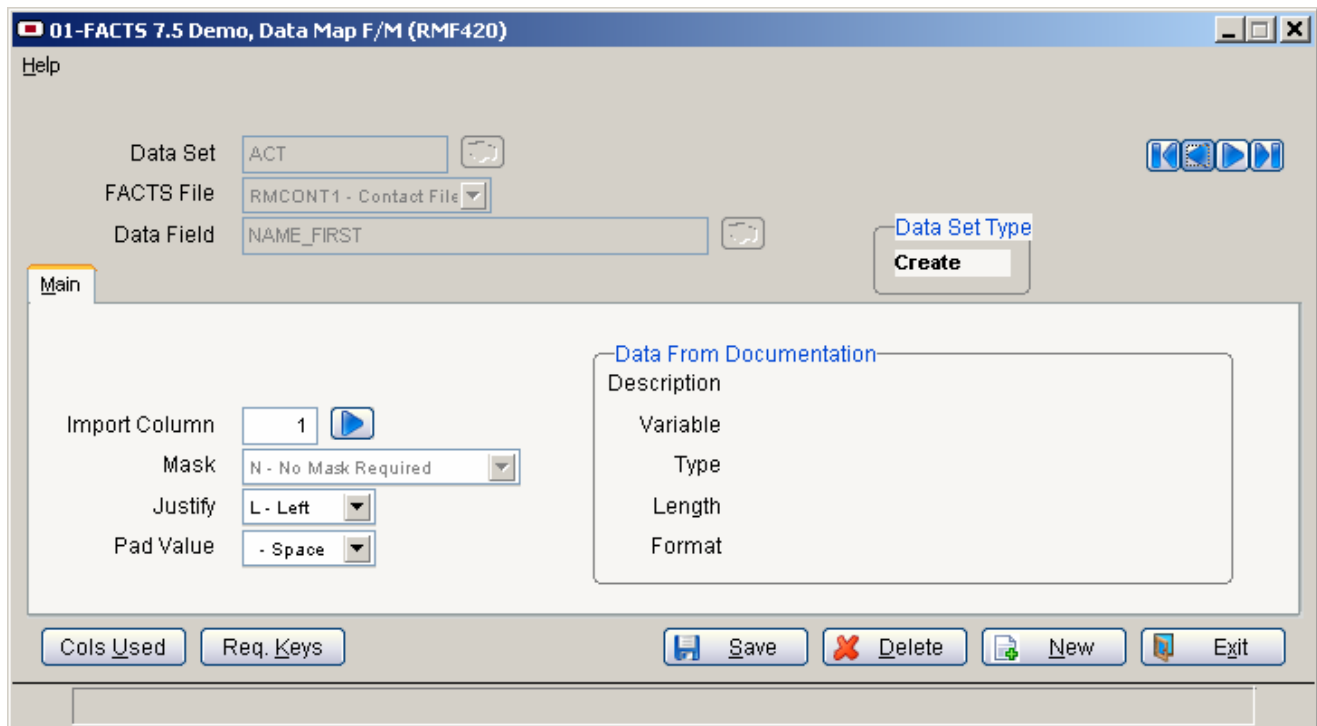 01-FACTS 7.5 Demo, Data Map F/M (RMF420)
Help
Data Set ACT
FACTS File RMCONT1 - Contact File
Data Field NAME_FIRST
Data Set Type
Create
Main
Data From Documentation
Description
Import Column 1
Variable
Mask N - No Mask Required
Type
Justify L - Left
Length
Pad Value - Space
Format
Cols Used Req. Keys Save Delete New Exit